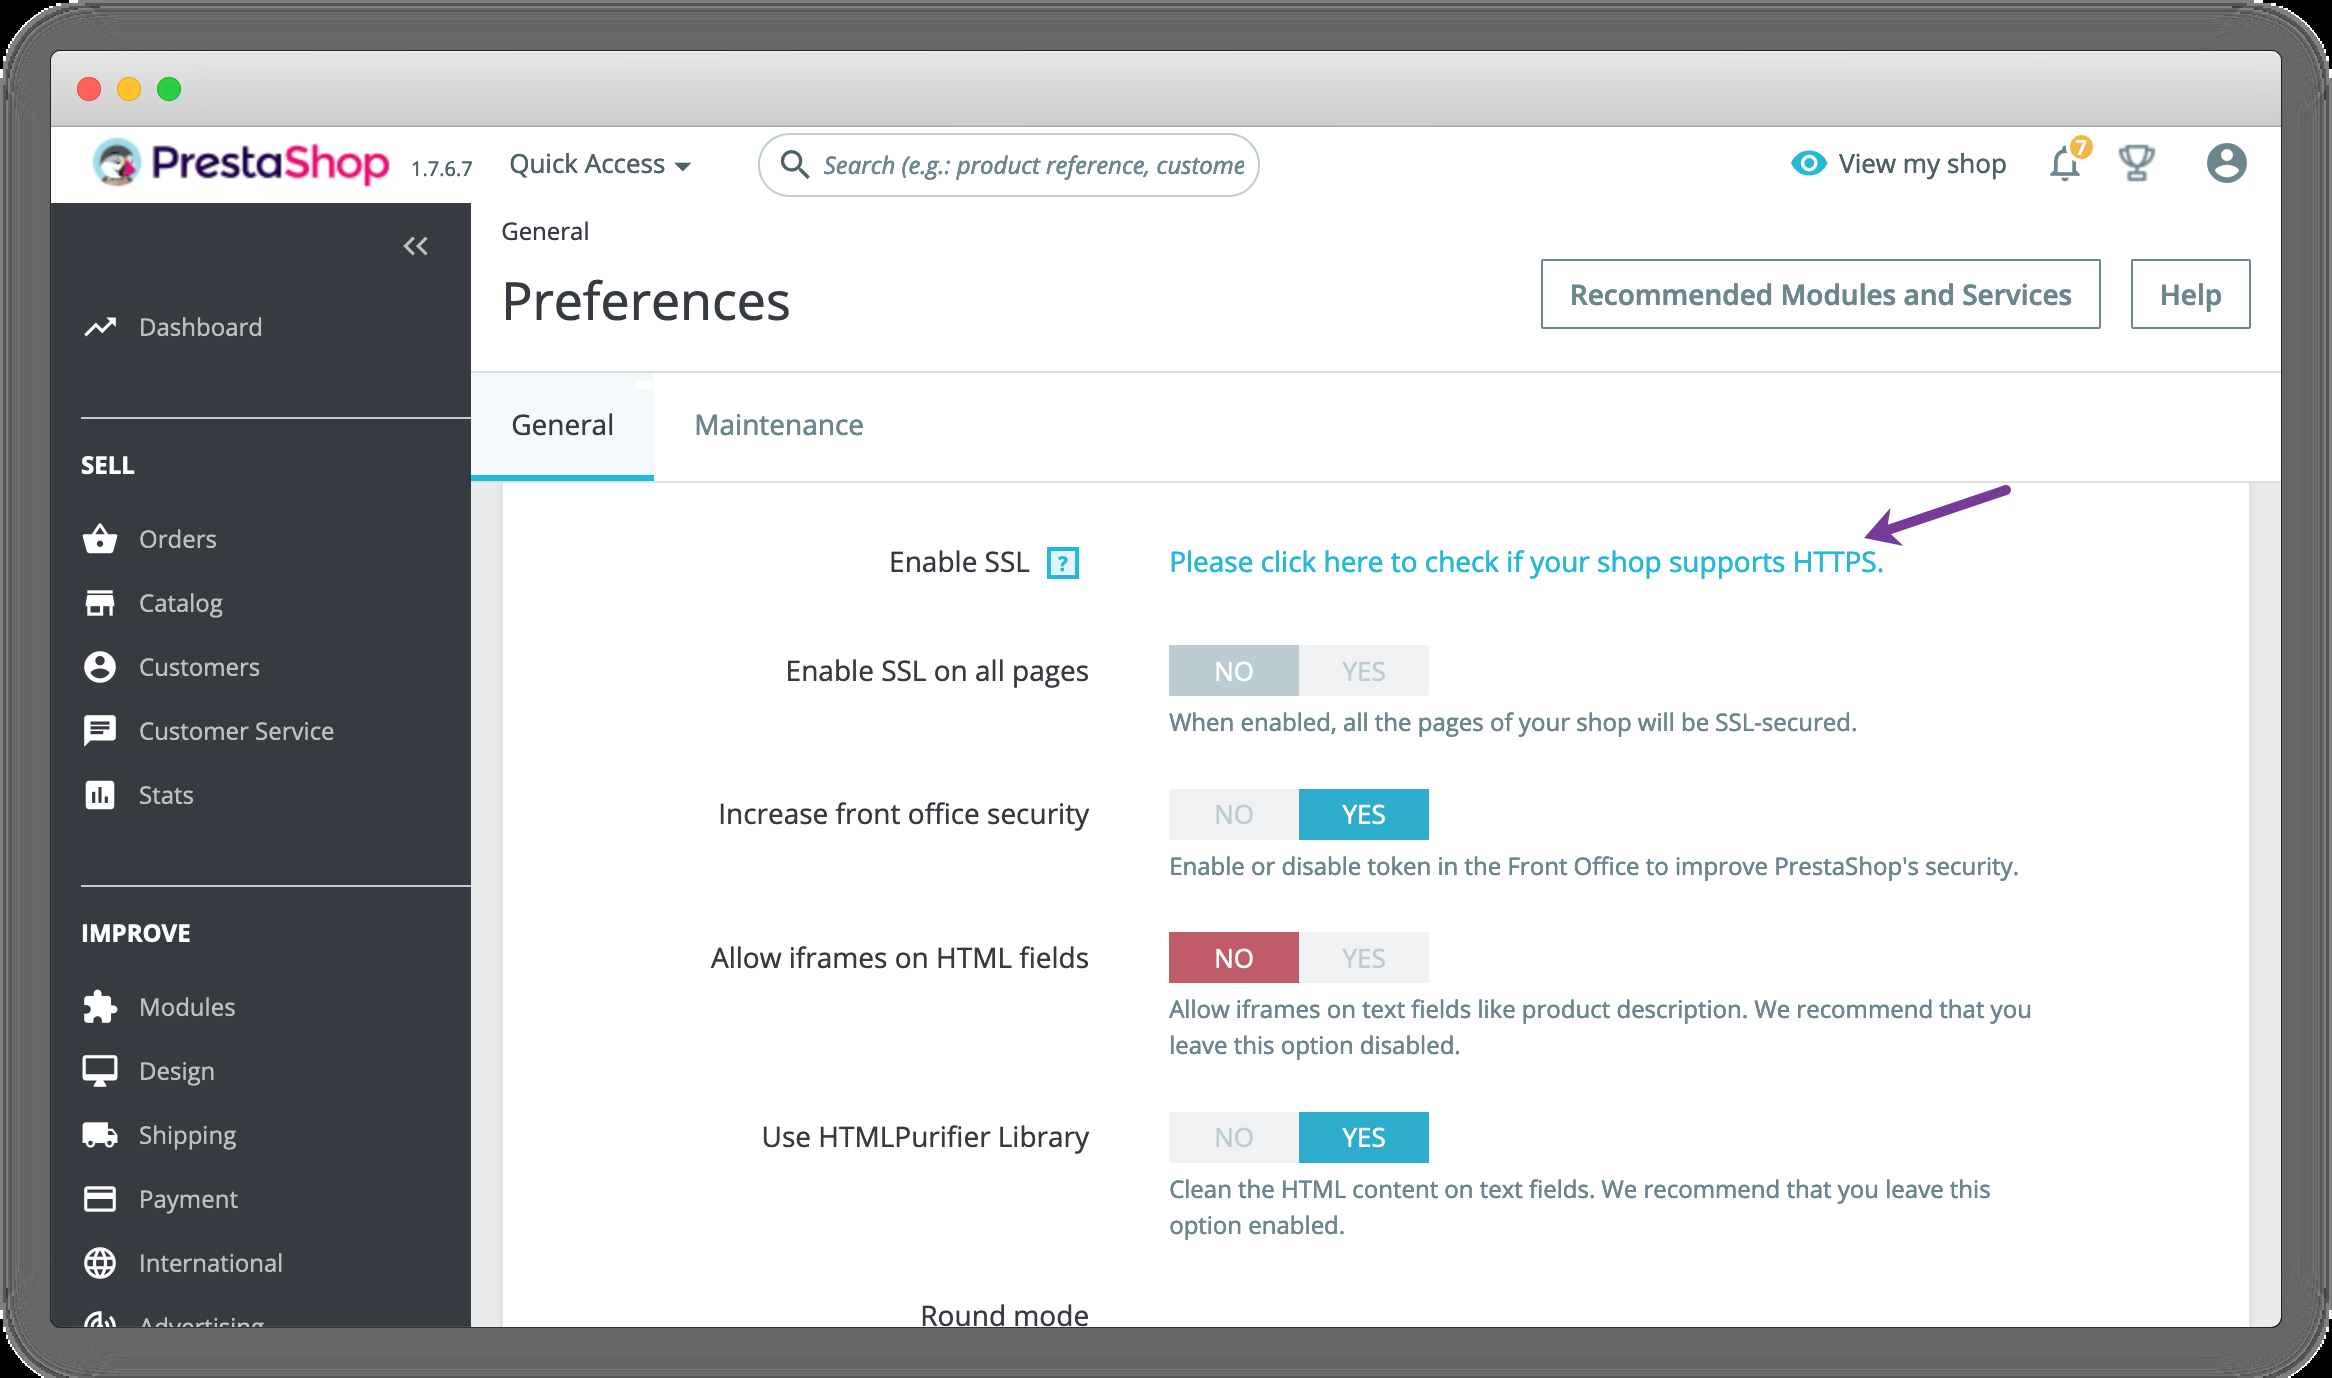 PrestaShop 1.7.6.7 Quick Access Search (e.g.: product reference, custome View my shop 7
General
Preferences
Recommended Modules and Services Help
General Maintenance
Dashboard
SELL
Orders
Catalog
Customers
Customer Service
Stats
IMPROVE
Modules
Design
Shipping
Payment
International
Advertising
Enable SSL ? Please click here to check if your shop supports HTTPS.
Enable SSL on all pages NO YES
When enabled, all the pages of your shop will be SSL-secured.
Increase front office security NO YES
Enable or disable token in the Front Office to improve PrestaShop's security.
Allow iframes on HTML fields NO YES
Allow iframes on text fields like product description. We recommend that you
leave this option disabled.
Use HTMLPurifier Library NO YES
Clean the HTML content on text fields. We recommend that you leave this
option enabled.
Round mode